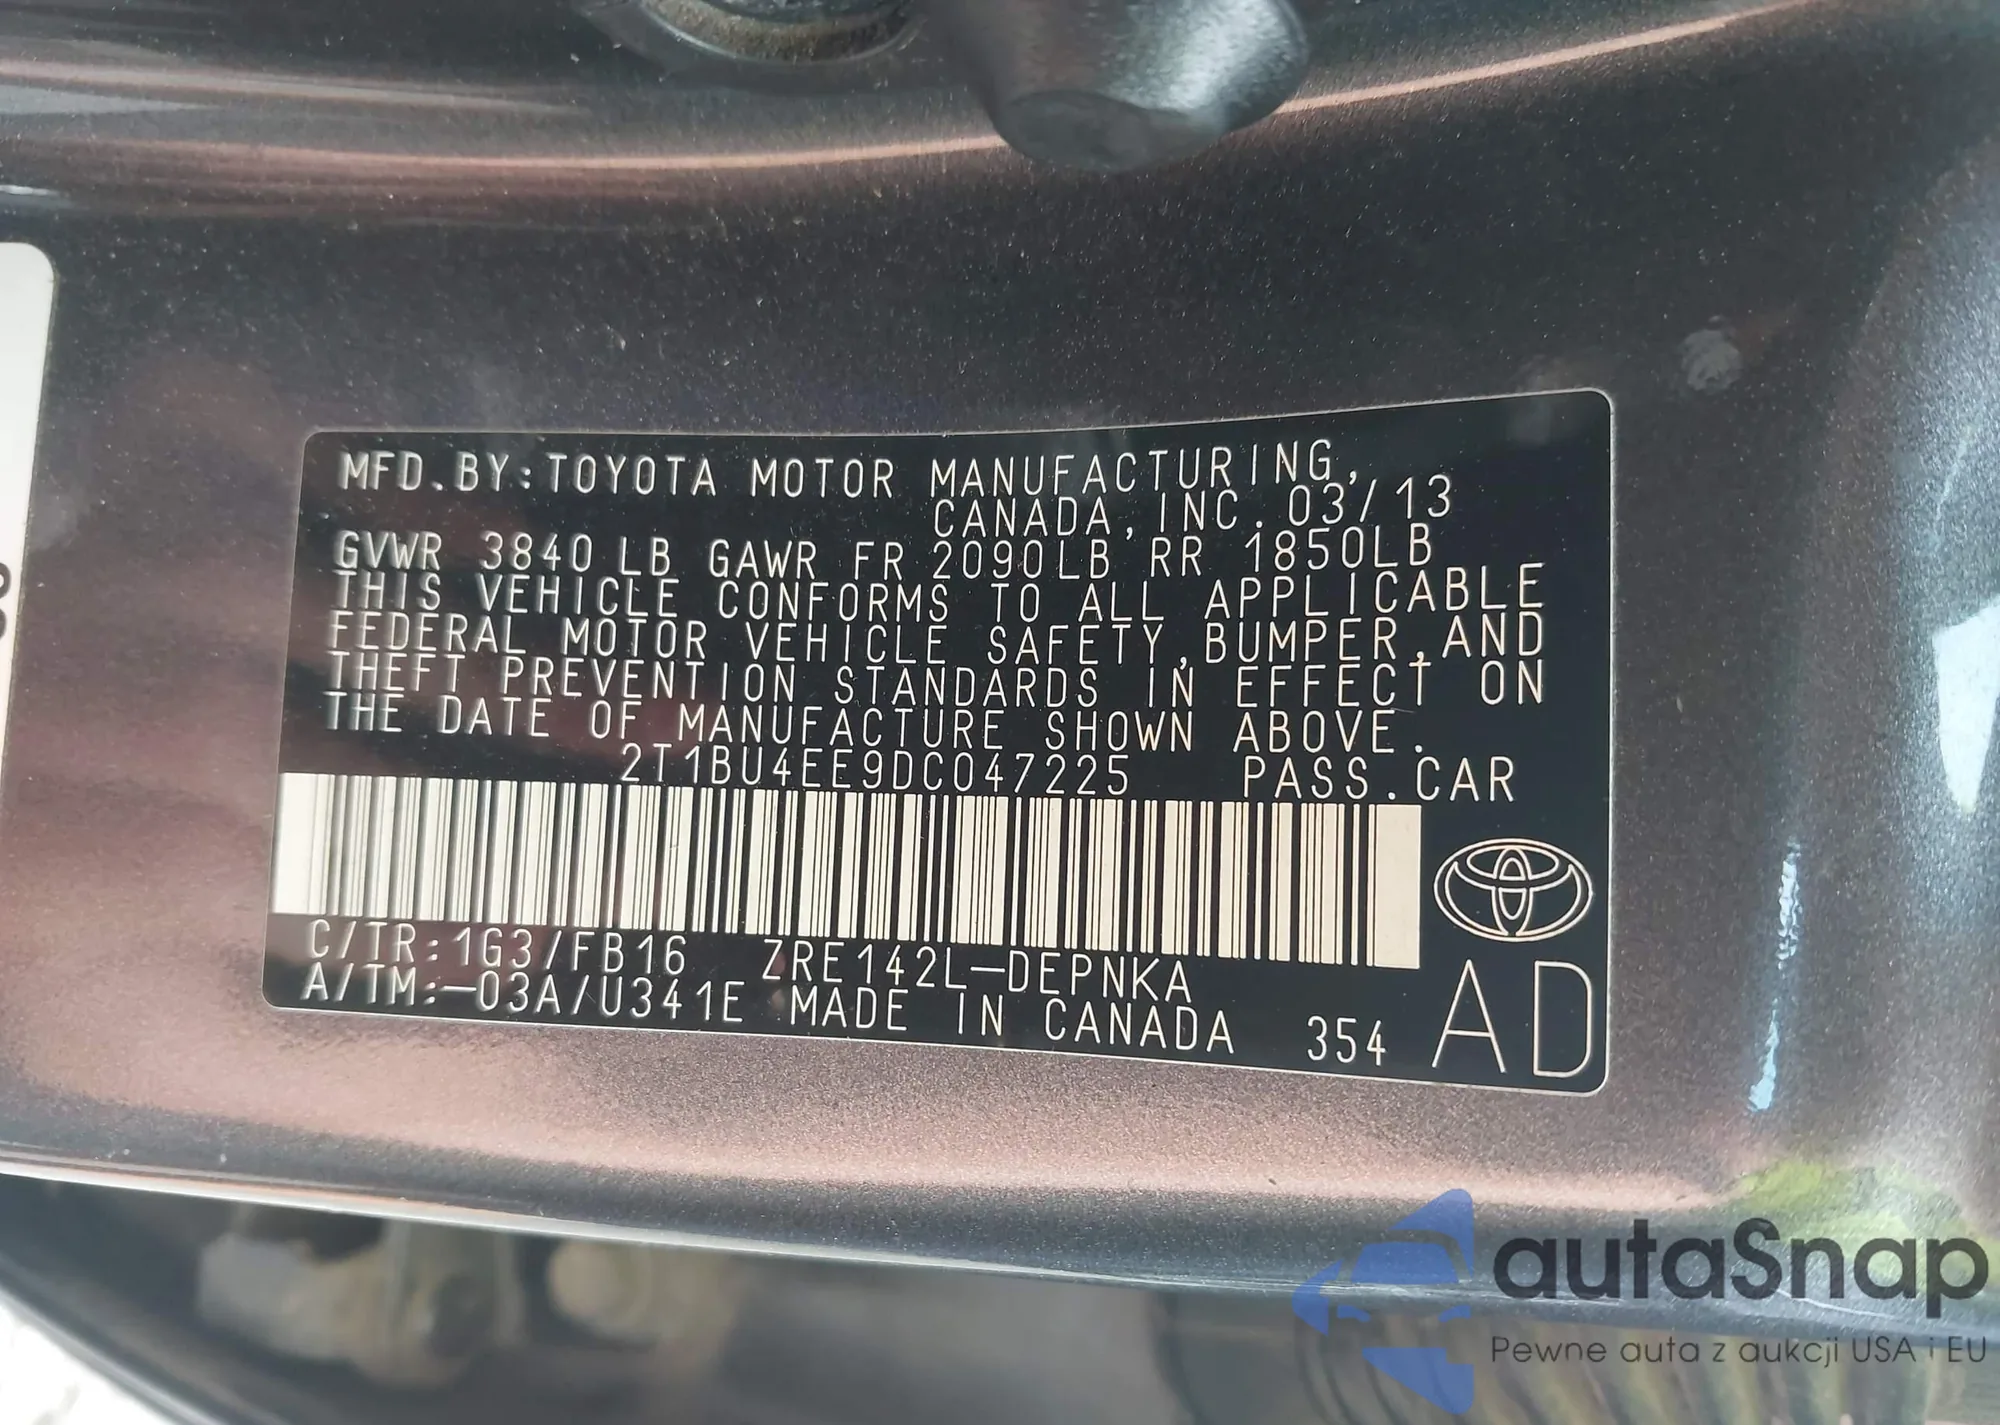 MFD.BY:TOYOTA MOTOR MANUFACTURING,
CANADA,INC.03/13
GVWR 3840LB GAWR FR 2090LB RR 1850LB
THIS VEHICLE CONFORMS TO ALL APPLICABLE
FEDERAL MOTOR VEHICLE SAFETY,BUMPER,AND
THEFT PREVENTION STANDARDS IN EFFECT ON
THE DATE OF MANUFACTURE SHOWN ABOVE.
2T1BU4EE9DC047225 PASS.CAR
C/TR:1G3/FB16 ZRE142L-DEPNKA
A/TM:-03A/U341E MADE IN CANADA 354 AD
autaSnap
Pewne auta z aukcji USA i EU